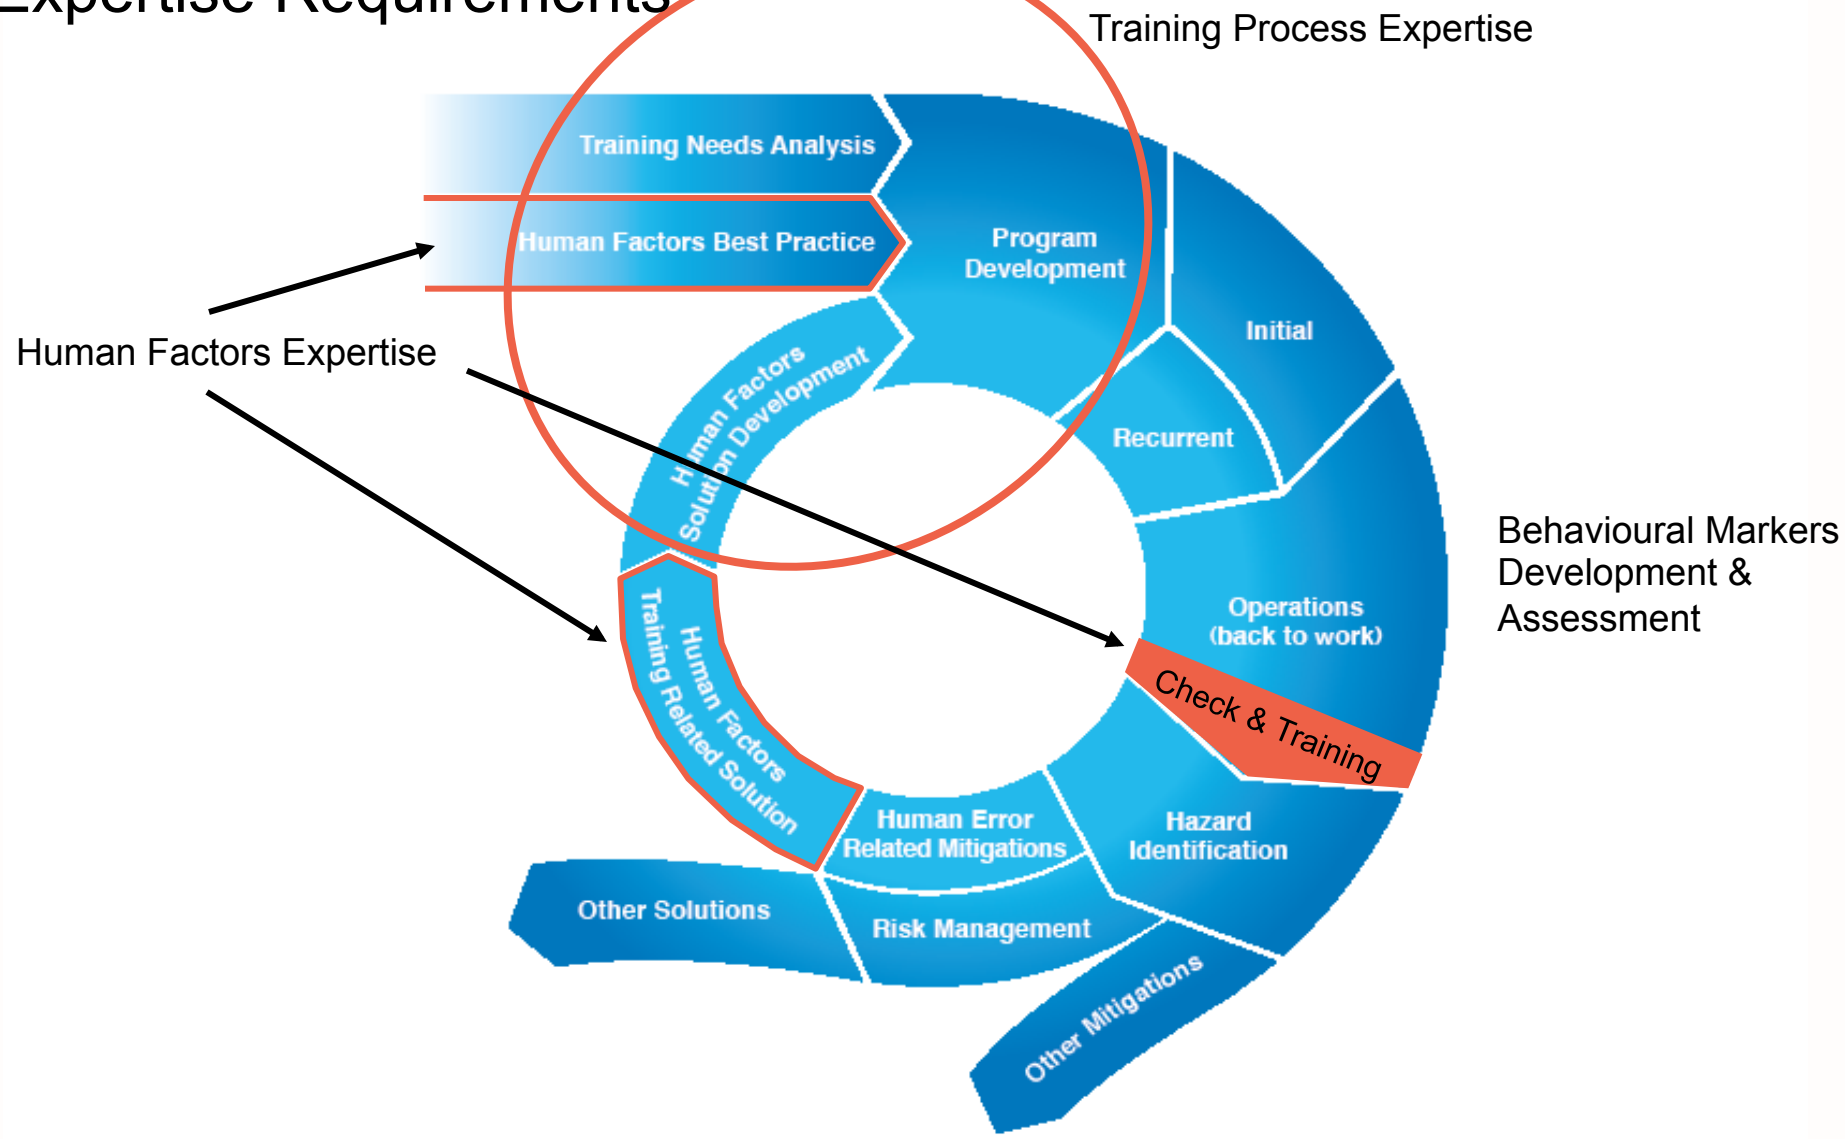 Expertise Requirements
Training Process Expertise
Training Needs Analysis
Human Factors Best Practice
Program
Development
Initial
Human Factors Expertise
Human Factors
Solution Development
Recurrent
Behavioural Markers
Development &
Assessment
Operations
(back to work)
Check & Training
Human Factors
Training Related Solution
Human Error
Related Mitigations
Hazard
Identification
Other Solutions
Risk Management
Other Mitigations